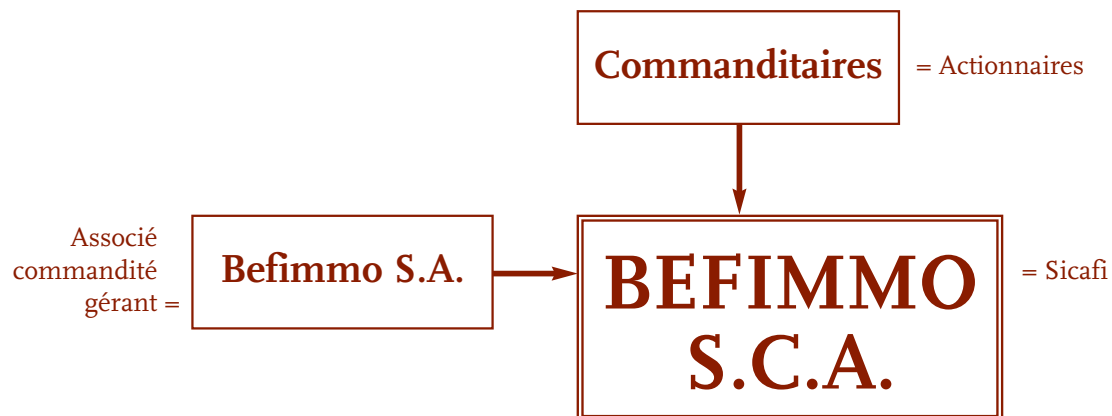 Commanditaires = Actionnaires
Associé
commandité
gérant =
Befimmo S.A.
BEFIMMO
S.C.A.
= Sicafi